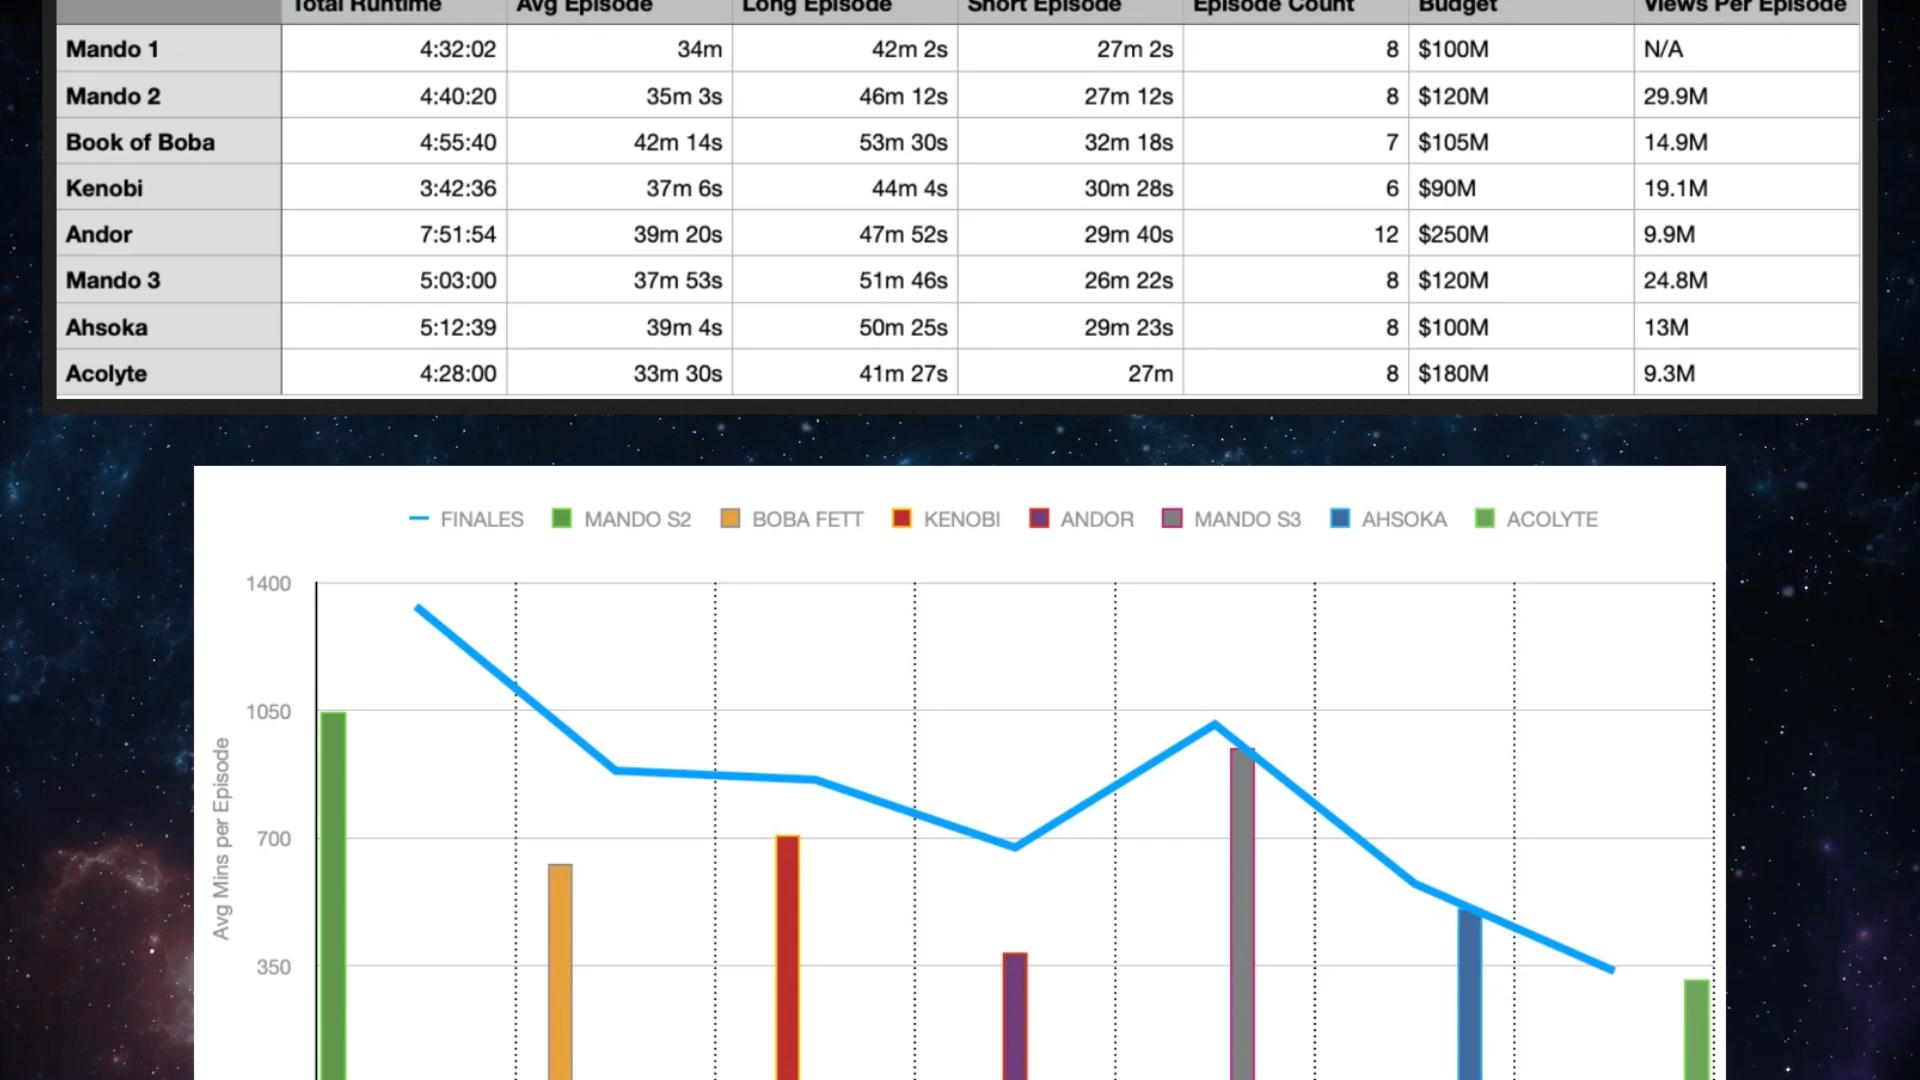 Total Runtime Avg Episode Long Episode Short Episode Episode Count Budget Views Per Episode
Mando 1 4:32:02 34m 42m 2s 27m 2s 8 $100M N/A
Mando 2 4:40:20 35m 3s 46m 12s 27m 12s 8 $120M 29.9M
Book of Boba 4:55:40 42m 14s 53m 30s 32m 18s 7 $105M 14.9M
Kenobi 3:42:36 37m 6s 44m 4s 30m 28s 6 $90M 19.1M
Andor 7:51:54 39m 20s 47m 52s 29m 40s 12 $250M 9.9M
Mando 3 5:03:00 37m 53s 51m 46s 26m 22s 8 $120M 24.8M
Ahsoka 5:12:39 39m 4s 50m 25s 29m 23s 8 $100M 13M
Acolyte 4:28:00 33m 30s 41m 27s 27m 8 $180M 9.3M
FINALES MANDO S2 BOBA FETT KENOBI ANDOR MANDO S3 AHSOKA ACOLYTE
1400
1050
700
350
Avg Mins per Episode